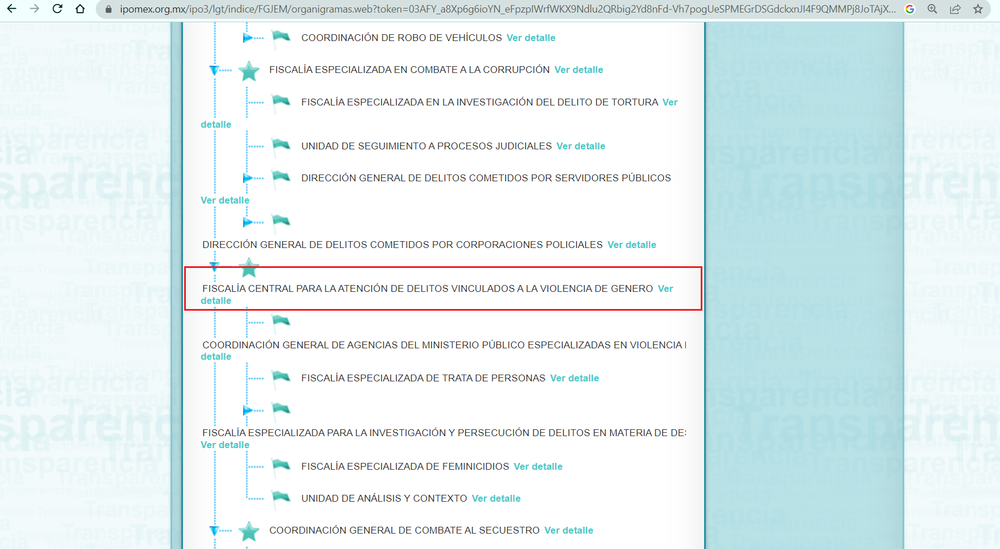 ipomex.org.mx/ipo3/lgt/indice/FGJEM/organigramas.web?token=03AFY_a8Xp6g6ioYN_eFpzpIWrfWKX9Ndlu2QRbig2Yd8nFd-Vh7pogUeSPMEGrDSGdckxnJI4F9QMMPj8JoTAjX...
COORDINACIÓN DE ROBO DE VEHÍCULOS Ver detalle
FISCALÍA ESPECIALIZADA EN COMBATE A LA CORRUPCIÓN Ver detalle
FISCALÍA ESPECIALIZADA EN LA INVESTIGACIÓN DEL DELITO DE TORTURA Ver
detalle
UNIDAD DE SEGUIMIENTO A PROCESOS JUDICIALES Ver detalle
DIRECCIÓN GENERAL DE DELITOS COMETIDOS POR SERVIDORES PÚBLICOS
Ver detalle
DIRECCIÓN GENERAL DE DELITOS COMETIDOS POR CORPORACIONES POLICIALES Ver detalle
FISCALÍA CENTRAL PARA LA ATENCIÓN DE DELITOS VINCULADOS A LA VIOLENCIA DE GENERO Ver
detalle
COORDINACIÓN GENERAL DE AGENCIAS DEL MINISTERIO PÚBLICO ESPECIALIZADAS EN VIOLENCIA
detalle
FISCALÍA ESPECIALIZADA DE TRATA DE PERSONAS Ver detalle
FISCALÍA ESPECIALIZADA PARA LA INVESTIGACIÓN Y PERSECUCIÓN DE DELITOS EN MATERIA DE DES
Ver detalle
FISCALÍA ESPECIALIZADA DE FEMINICIDIOS Ver detalle
UNIDAD DE ANÁLISIS Y CONTEXTO Ver detalle
COORDINACIÓN GENERAL DE COMBATE AL SECUESTRO Ver detalle